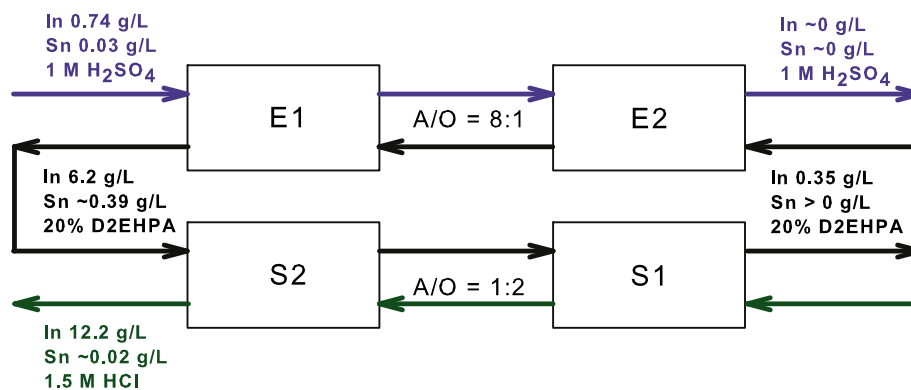 In 0.74 g/L
Sn 0.03 g/L
1 M H₂SO₄
In ~0 g/L
Sn ~0 g/L
1 M H₂SO₄
E1
A/O = 8:1
E2
In 6.2 g/L
Sn ~0.39 g/L
20% D2EHPA
In 0.35 g/L
Sn > 0 g/L
20% D2EHPA
S2
A/O = 1:2
S1
In 12.2 g/L
Sn ~0.02 g/L
1.5 M HCl